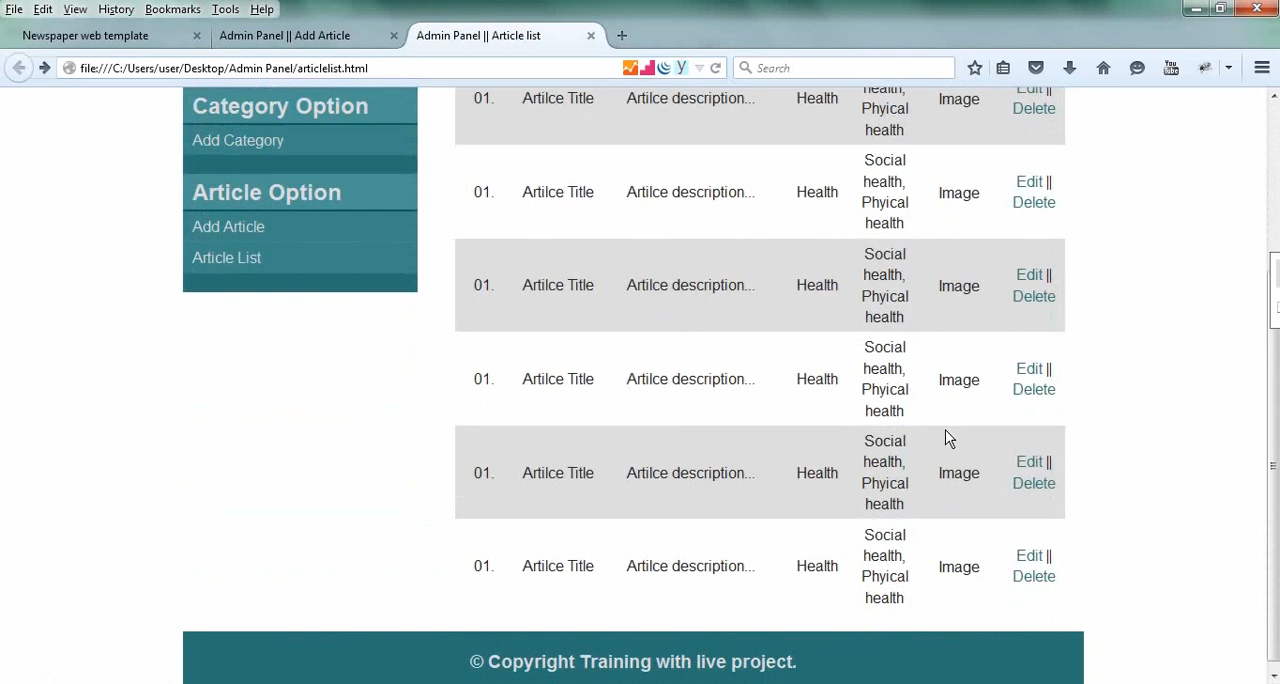 File Edit View History Bookmarks Tools Help
Newspaper web template Admin Panel || Add Article Admin Panel || Article list
file:///C:/Users/user/Desktop/Admin Panel/articlelist.html Search
Category Option
Add Category
Article Option
Add Article
Article List
01. Artilce Title Artilce description... Health health, Phyical health Image Edit || Delete
01. Artilce Title Artilce description... Health Social health, Phyical health Image Edit || Delete
01. Artilce Title Artilce description... Health Social health, Phyical health Image Edit || Delete
01. Artilce Title Artilce description... Health Social health, Phyical health Image Edit || Delete
01. Artilce Title Artilce description... Health Social health, Phyical health Image Edit || Delete
01. Artilce Title Artilce description... Health Social health, Phyical health Image Edit || Delete
© Copyright Training with live project.